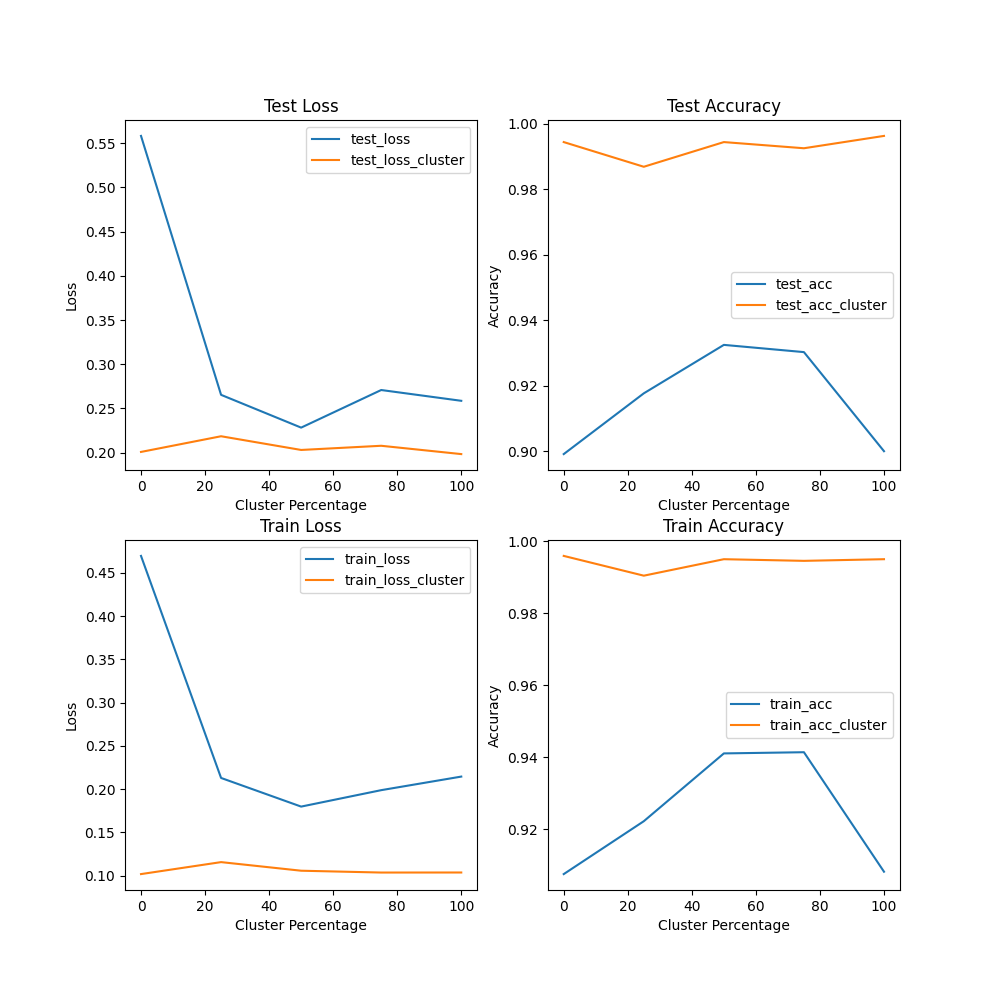 Test Loss
test_loss
test_loss_cluster
0.55
0.50
0.45
0.40
0.35
0.30
0.25
0.20
Loss
0 20 40 60 80 100
Cluster Percentage
Test Accuracy
1.00
0.98
0.96
0.94
0.92
0.90
Accuracy
test_acc
test_acc_cluster
0 20 40 60 80 100
Cluster Percentage
Train Loss
train_loss
train_loss_cluster
0.45
0.40
0.35
0.30
0.25
0.20
0.15
0.10
Loss
0 20 40 60 80 100
Cluster Percentage
Train Accuracy
1.00
0.98
0.96
0.94
0.92
Accuracy
train_acc
train_acc_cluster
0 20 40 60 80 100
Cluster Percentage